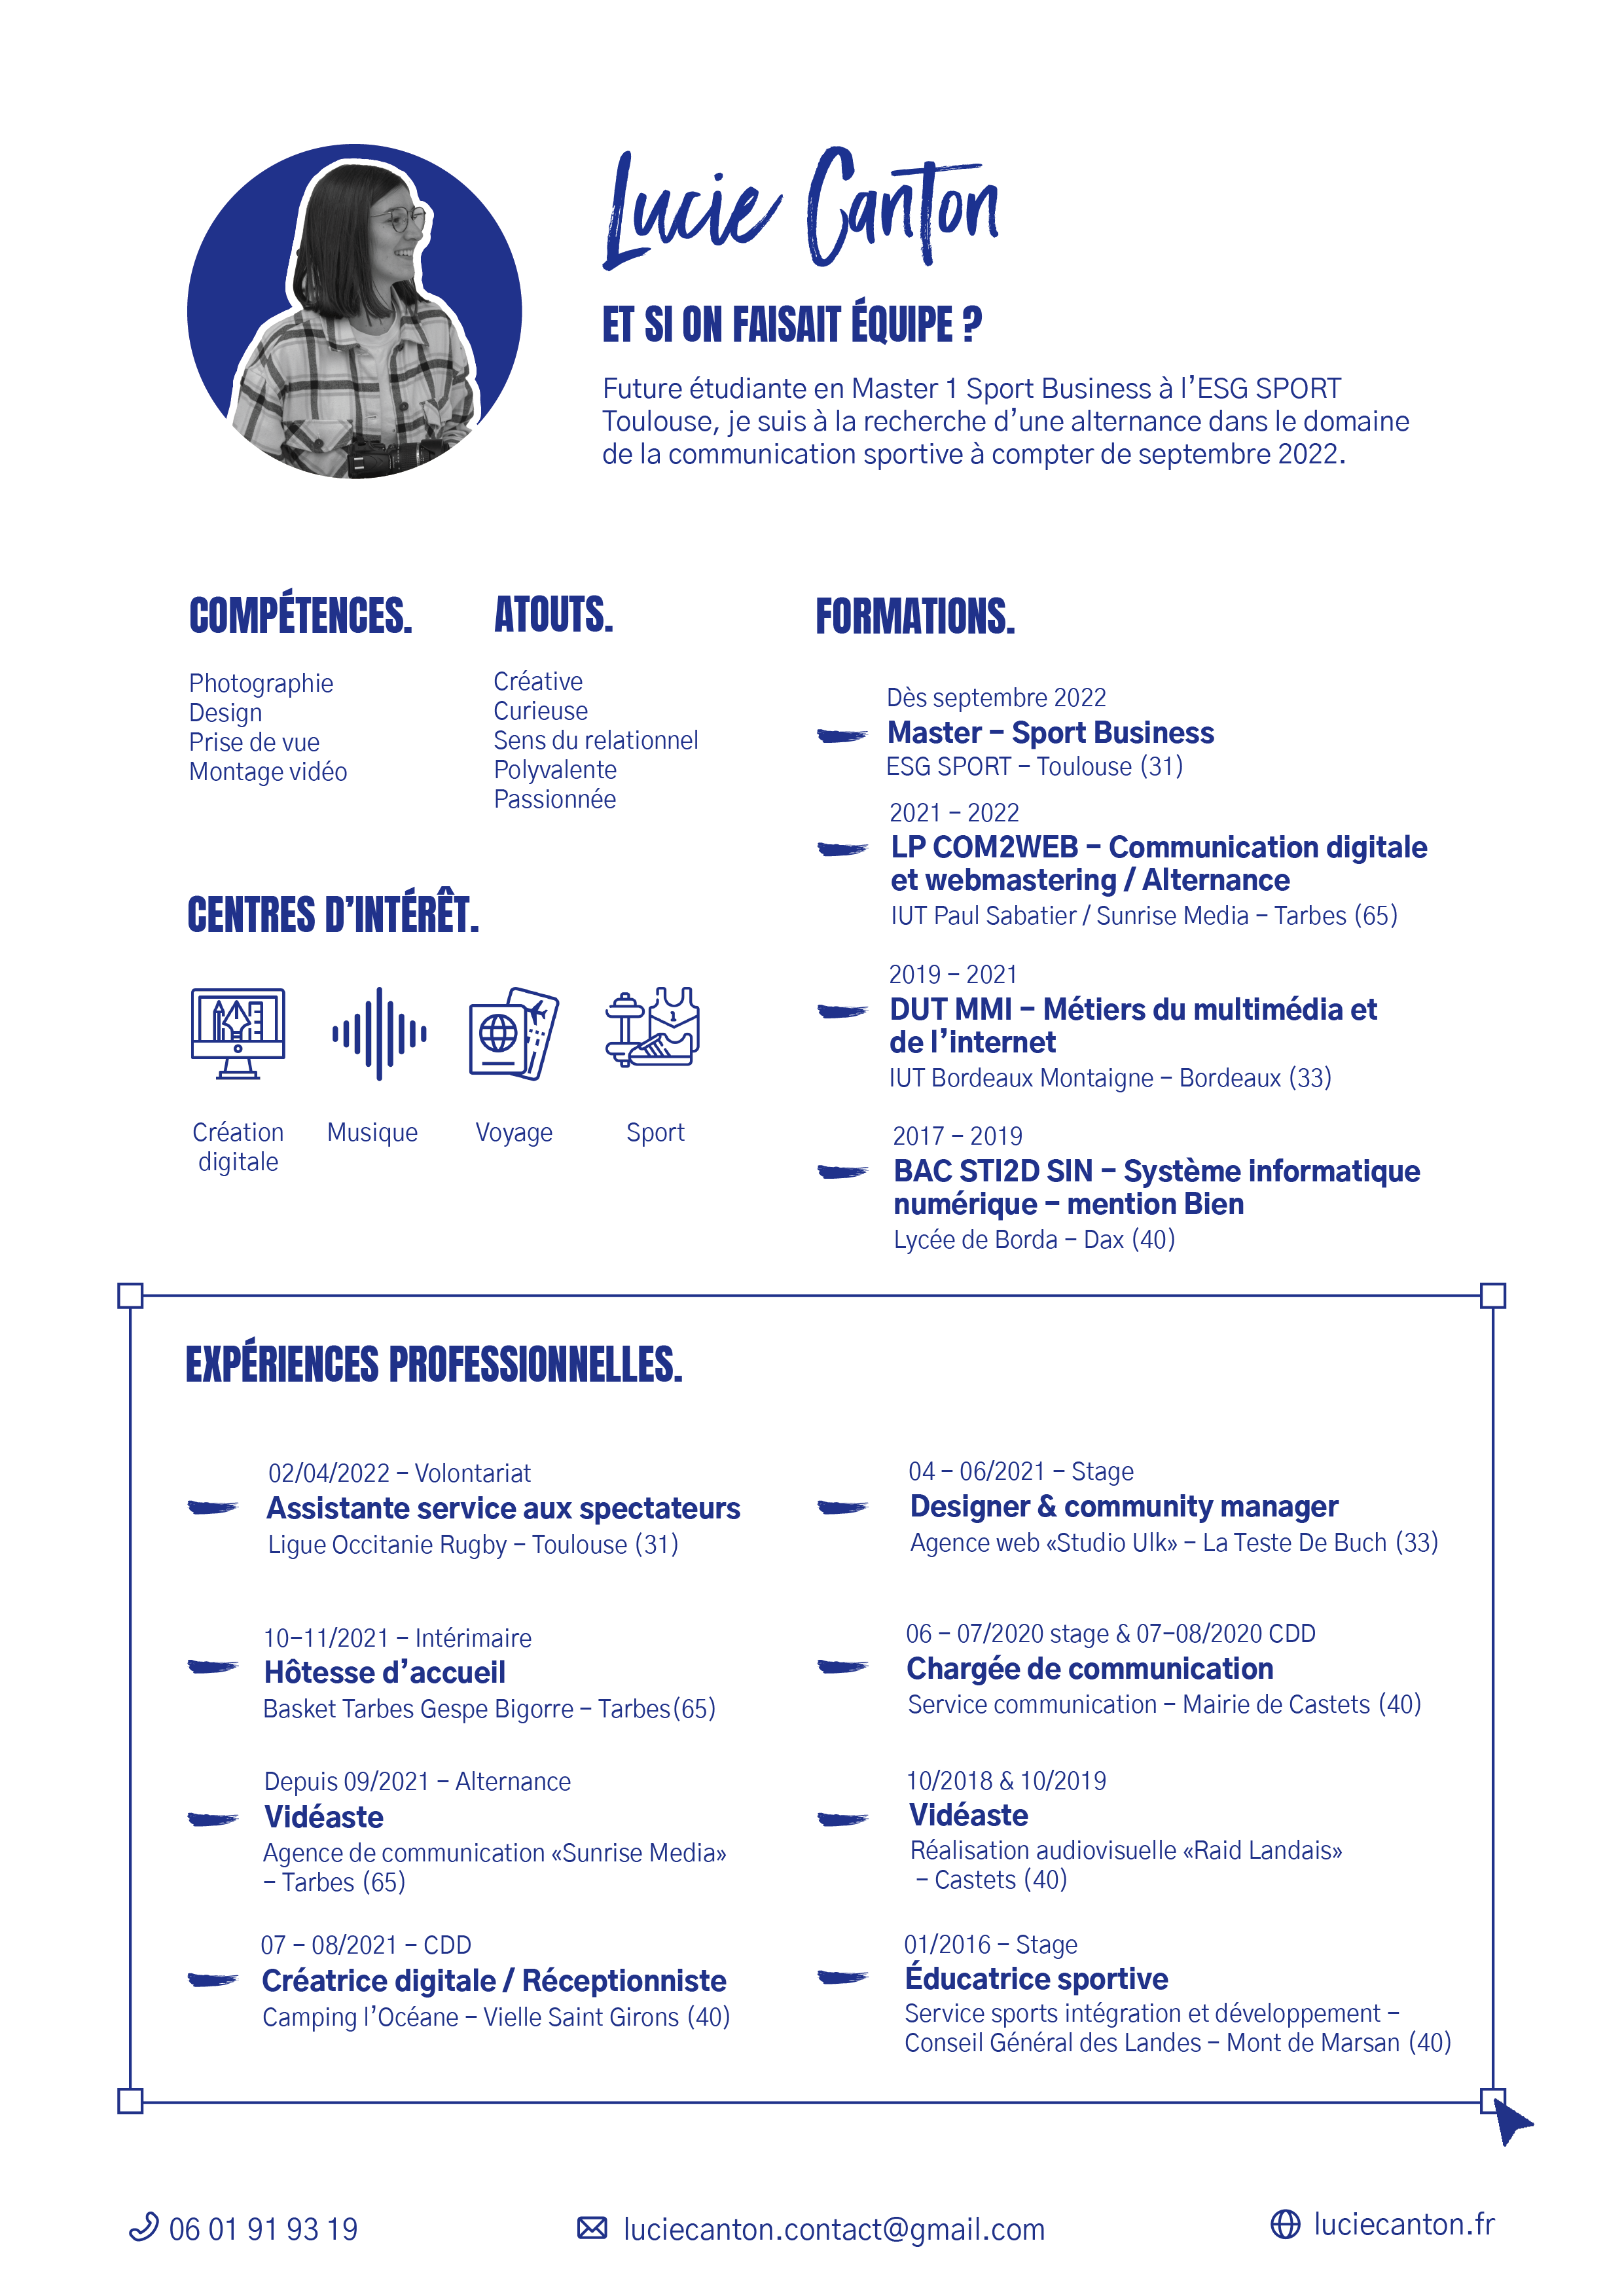 Lucie Canton
ET SI ON FAISAIT ÉQUIPE ?
Future étudiante en Master 1 Sport Business à l’ESG SPORT
Toulouse, je suis à la recherche d’une alternance dans le domaine
de la communication sportive à compter de septembre 2022.
COMPÉTENCES.
Photographie
Design
Prise de vue
Montage vidéo
ATOUTS.
Créative
Curieuse
Sens du relationnel
Polyvalente
Passionnée
CENTRES D’INTÉRÊT.
1
Création
digitale
Musique
Voyage
Sport
FORMATIONS.
Dès septembre 2022
Master – Sport Business
ESG SPORT – Toulouse (31)
2021 – 2022
LP COM2WEB – Communication digitale
et webmastering / Alternance
IUT Paul Sabatier / Sunrise Media – Tarbes (65)
2019 – 2021
DUT MMI – Métiers du multimédia et
de l’internet
IUT Bordeaux Montaigne – Bordeaux (33)
2017 – 2019
BAC STI2D SIN – Système informatique
numérique – mention Bien
Lycée de Borda – Dax (40)
EXPÉRIENCES PROFESSIONNELLES.
02/04/2022 – Volontariat
Assistante service aux spectateurs
Ligue Occitanie Rugby – Toulouse (31)
10-11/2021 – Intérimaire
Hôtesse d’accueil
Basket Tarbes Gespe Bigorre – Tarbes(65)
Depuis 09/2021 – Alternance
Vidéaste
Agence de communication «Sunrise Media»
– Tarbes (65)
07 – 08/2021 – CDD
Créatrice digitale / Réceptionniste
Camping l’Océane – Vielle Saint Girons (40)
04 – 06/2021 – Stage
Designer & community manager
Agence web «Studio Ulk» – La Teste De Buch (33)
06 – 07/2020 stage & 07-08/2020 CDD
Chargée de communication
Service communication – Mairie de Castets (40)
10/2018 & 10/2019
Vidéaste
Réalisation audiovisuelle «Raid Landais»
– Castets (40)
01/2016 – Stage
Éducatrice sportive
Service sports intégration et développement –
Conseil Général des Landes – Mont de Marsan (40)
06 01 91 93 19
luciecanton.contact@gmail.com
luciecanton.fr